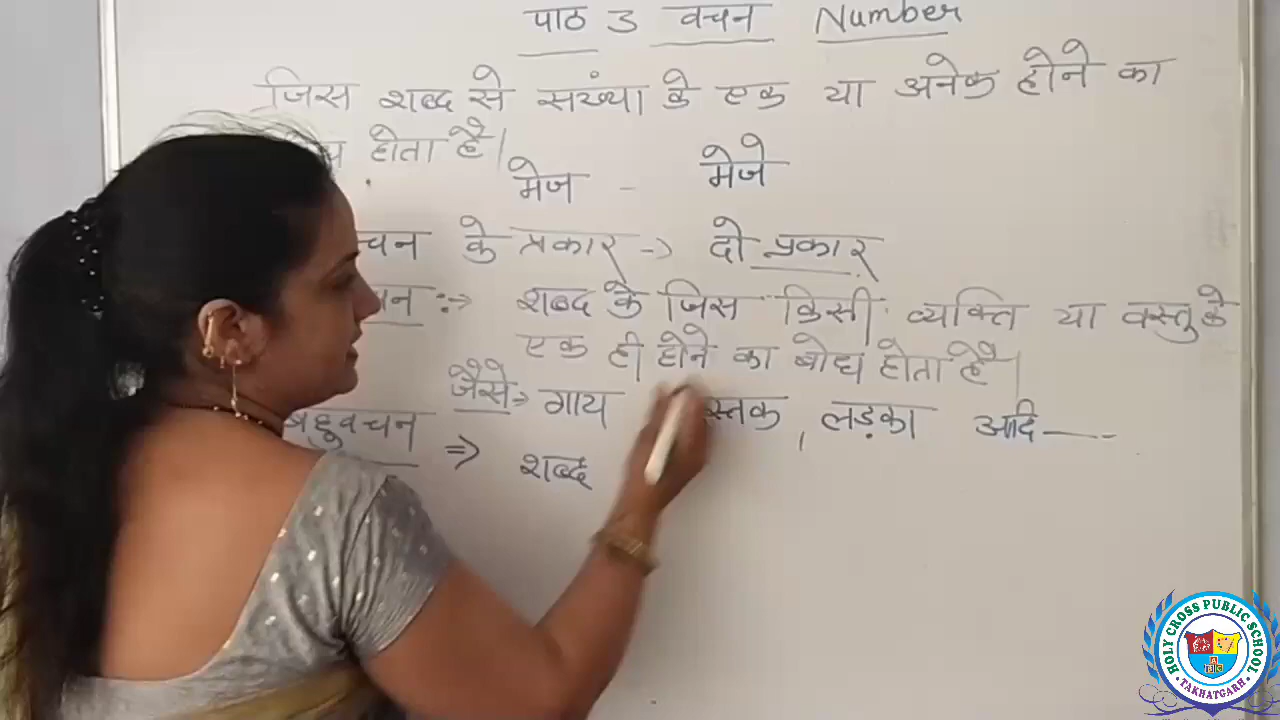 पाठ 3 वचन Number
जिस शब्द से सख्यां के एक या अनेक होने का
होता है।
मेज - मेजे
वचन के प्रकार -> दो प्रकार
:-> शब्द के जिस किसी व्यक्ति या वस्तु के
एक ही होने का बोध होता है।
जैसे => गाय , लड़का आदि ----
बहुवचन => शब्द
HOLY CROSS PUBLIC SCHOOL
TAKHATGARH